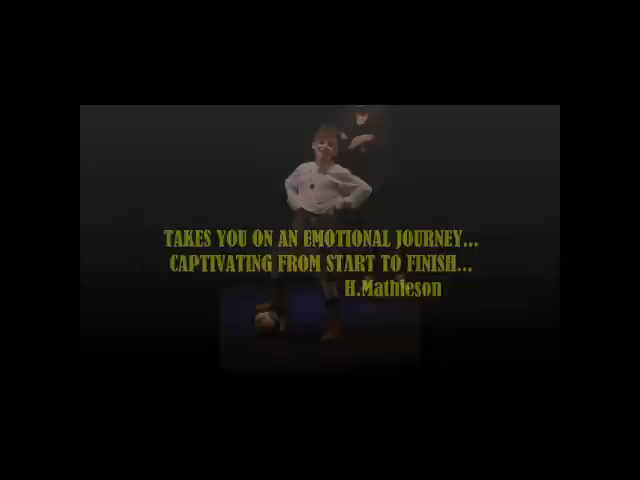 TAKES YOU ON AN EMOTIONAL JOURNEY...
CAPTIVATING FROM START TO FINISH...
H.Mathieson